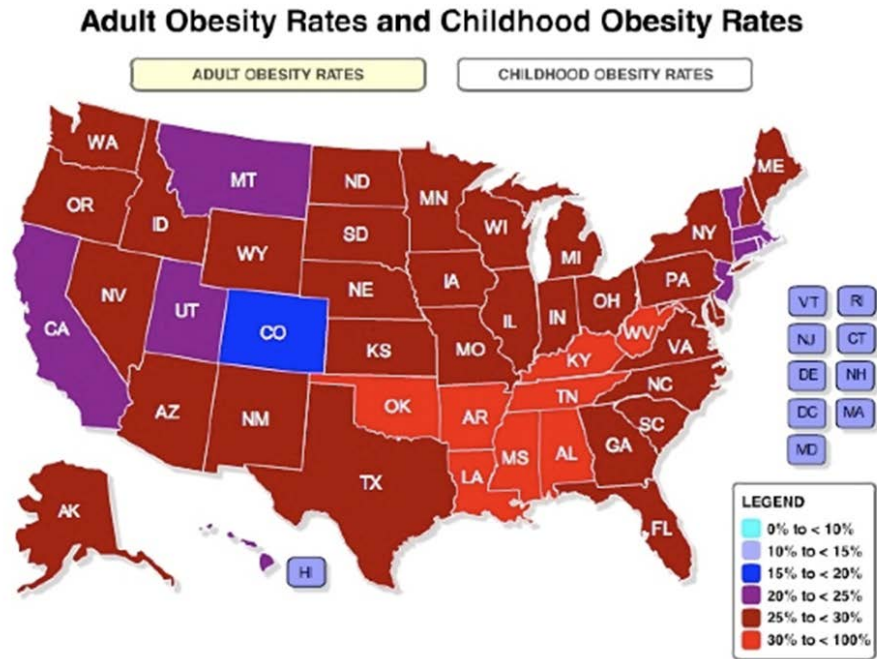 Adult Obesity Rates and Childhood Obesity Rates
ADULT OBESITY RATES
CHILDHOOD OBESITY RATES
WA
MT
ND
MN
ME
OR
ID
WY
SD
WI
MI
NY
NV
NE
IA
PA
CA
UT
CO
KS
MO
IL
IN
OH
WV
VA
KY
AZ
NM
OK
AR
TN
NC
SC
TX
LA
MS
AL
GA
FL
AK
HI
VT
RI
NJ
CT
DE
NH
DC
MA
MD
LEGEND
0% to < 10%
10% to < 15%
15% to < 20%
20% to < 25%
25% to < 30%
30% to < 100%